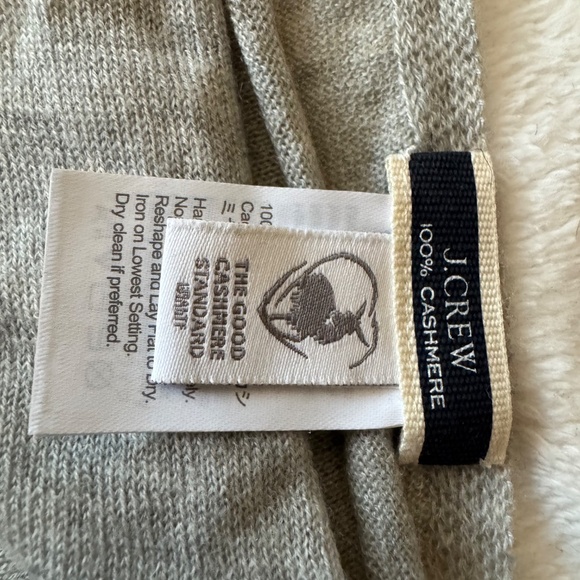 J.CREW
100% CASHMERE
THE GOOD
CASHMERE
STANDARD
100
Reshape and Lay Flat to Dry.
Iron on Lowest Setting.
Dry clean if preferred.